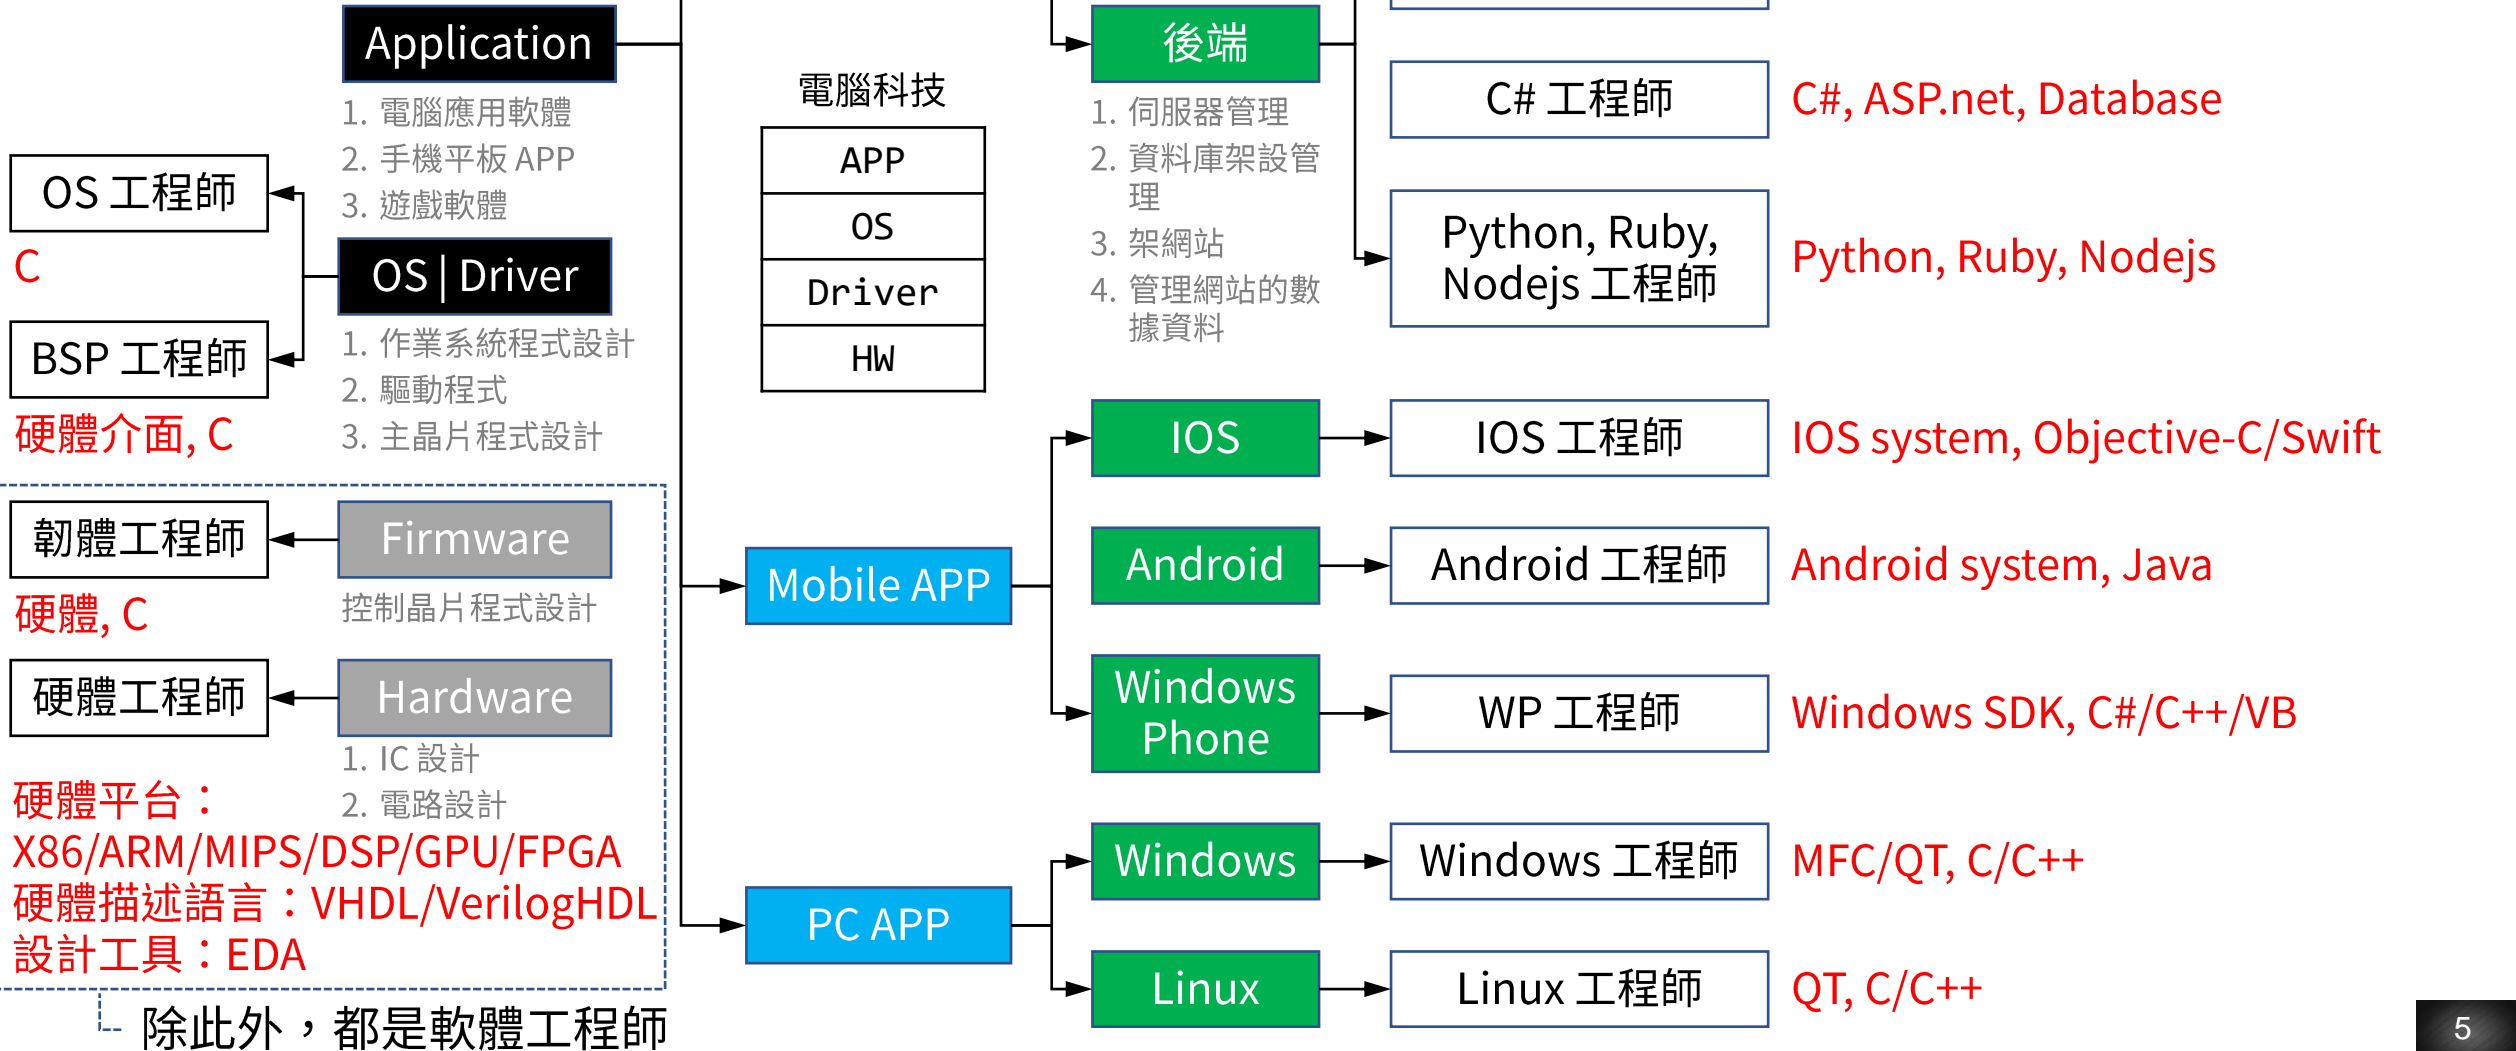 Application
1. 電腦應用軟體
2. 手機平板 APP
3. 遊戲軟體
OS 工程師
C
OS | Driver
BSP 工程師
硬體介面, C
1. 作業系統程式設計
2. 驅動程式
3. 主晶片程式設計
韌體工程師
Firmware
硬體, C
控制晶片程式設計
硬體工程師
Hardware
1. IC 設計
2. 電路設計
硬體平台：
X86/ARM/MIPS/DSP/GPU/FPGA
硬體描述語言：VHDL/VerilogHDL
設計工具：EDA
除此外，都是軟體工程師
電腦科技
APP
OS
Driver
HW
Mobile APP
PC APP
後端
1. 伺服器管理
2. 資料庫架設管
理
3. 架網站
4. 管理網站的數
據資料
C# 工程師
C#, ASP.net, Database
Python, Ruby,
Nodejs 工程師
Python, Ruby, Nodejs
IOS
IOS 工程師
IOS system, Objective-C/Swift
Android
Android 工程師
Android system, Java
Windows
Phone
WP 工程師
Windows SDK, C#/C++/VB
Windows
Windows 工程師
MFC/QT, C/C++
Linux
Linux 工程師
QT, C/C++
5